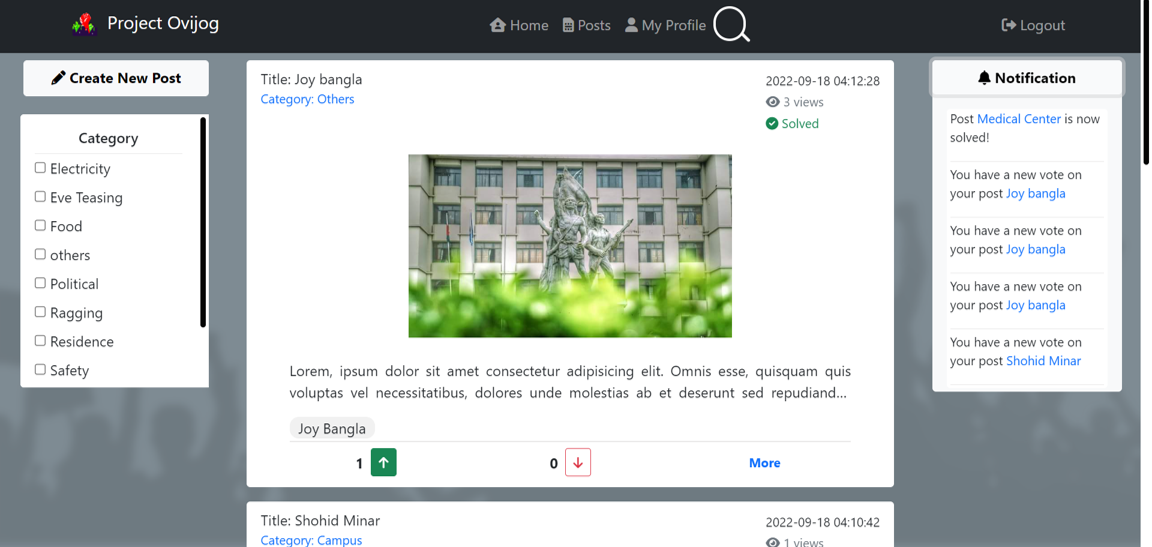 Project Ovijog
Home Posts My Profile
Logout
Create New Post
Category
Electricity
Eve Teasing
Food
others
Political
Ragging
Residence
Safety
Title: Joy bangla
Category: Others
2022-09-18 04:12:28
3 views
Solved
Lorem, ipsum dolor sit amet consectetur adipisicing elit. Omnis esse, quisquam quis
voluptas vel necessitatibus, dolores unde molestias ab et deserunt sed repudiand...
Joy Bangla
1
0
More
Title: Shohid Minar
Category: Campus
2022-09-18 04:10:42
1 views
Notification
Post Medical Center is now
solved!
You have a new vote on
your post Joy bangla
You have a new vote on
your post Joy bangla
You have a new vote on
your post Joy bangla
You have a new vote on
your post Shohid Minar